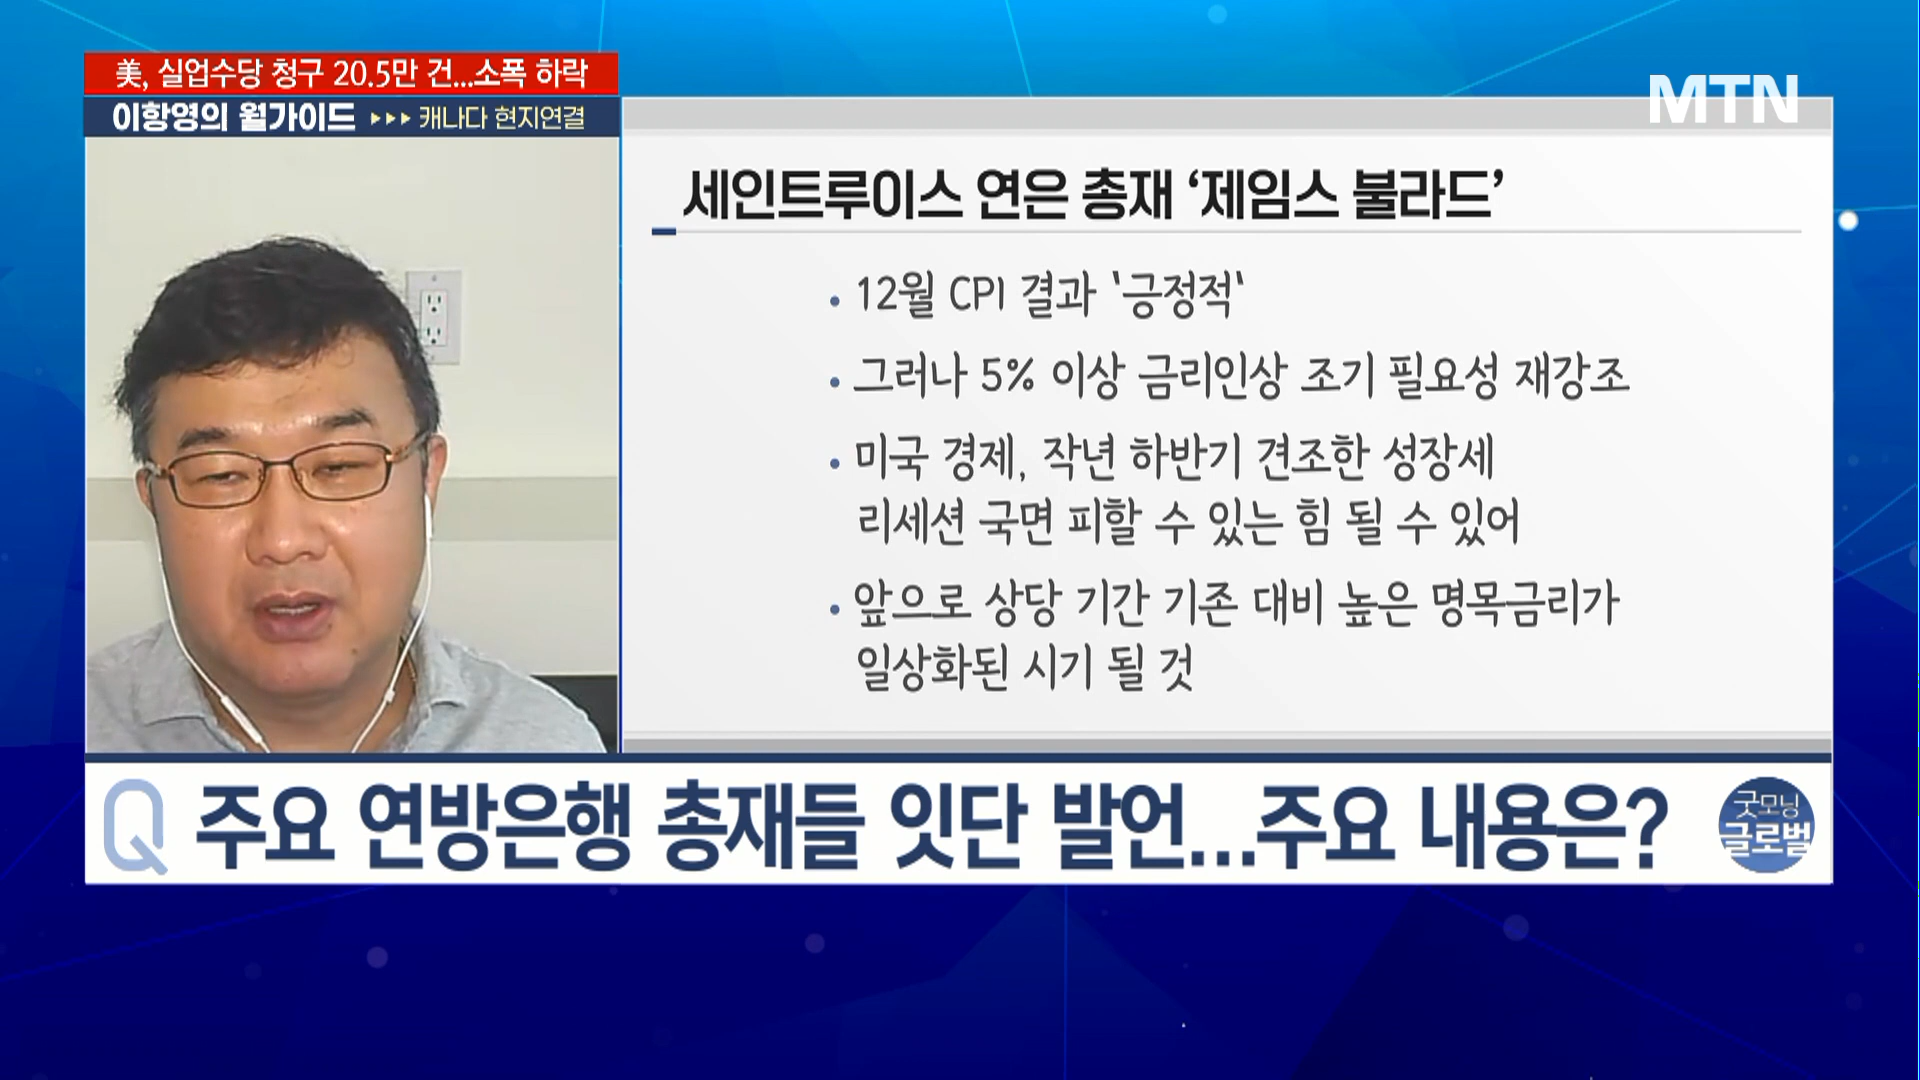 美, 실업수당 청구 20.5만 건...소폭 하락
이항영의 월가이드 ▸▸▸ 캐나다 현지연결
MTN
세인트루이스 연은 총재 ‘제임스 불라드’
• 12월 CPI 결과 ‘긍정적‘
• 그러나 5% 이상 금리인상 조기 필요성 재강조
• 미국 경제, 작년 하반기 견조한 성장세
리세션 국면 피할 수 있는 힘 될 수 있어
• 앞으로 상당 기간 기존 대비 높은 명목금리가
일상화된 시기 될 것
Q 주요 연방은행 총재들 잇단 발언...주요 내용은?
굿모닝
글로벌